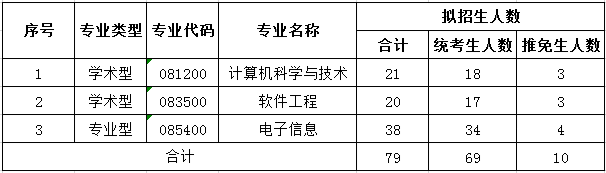 序号 专业类型 专业代码 专业名称 拟招生人数
合计 统考生人数 推免生人数
1 学术型 081200 计算机科学与技术 21 18 3
2 学术型 083500 软件工程 20 17 3
3 专业型 085400 电子信息 38 34 4
合计 79 69 10